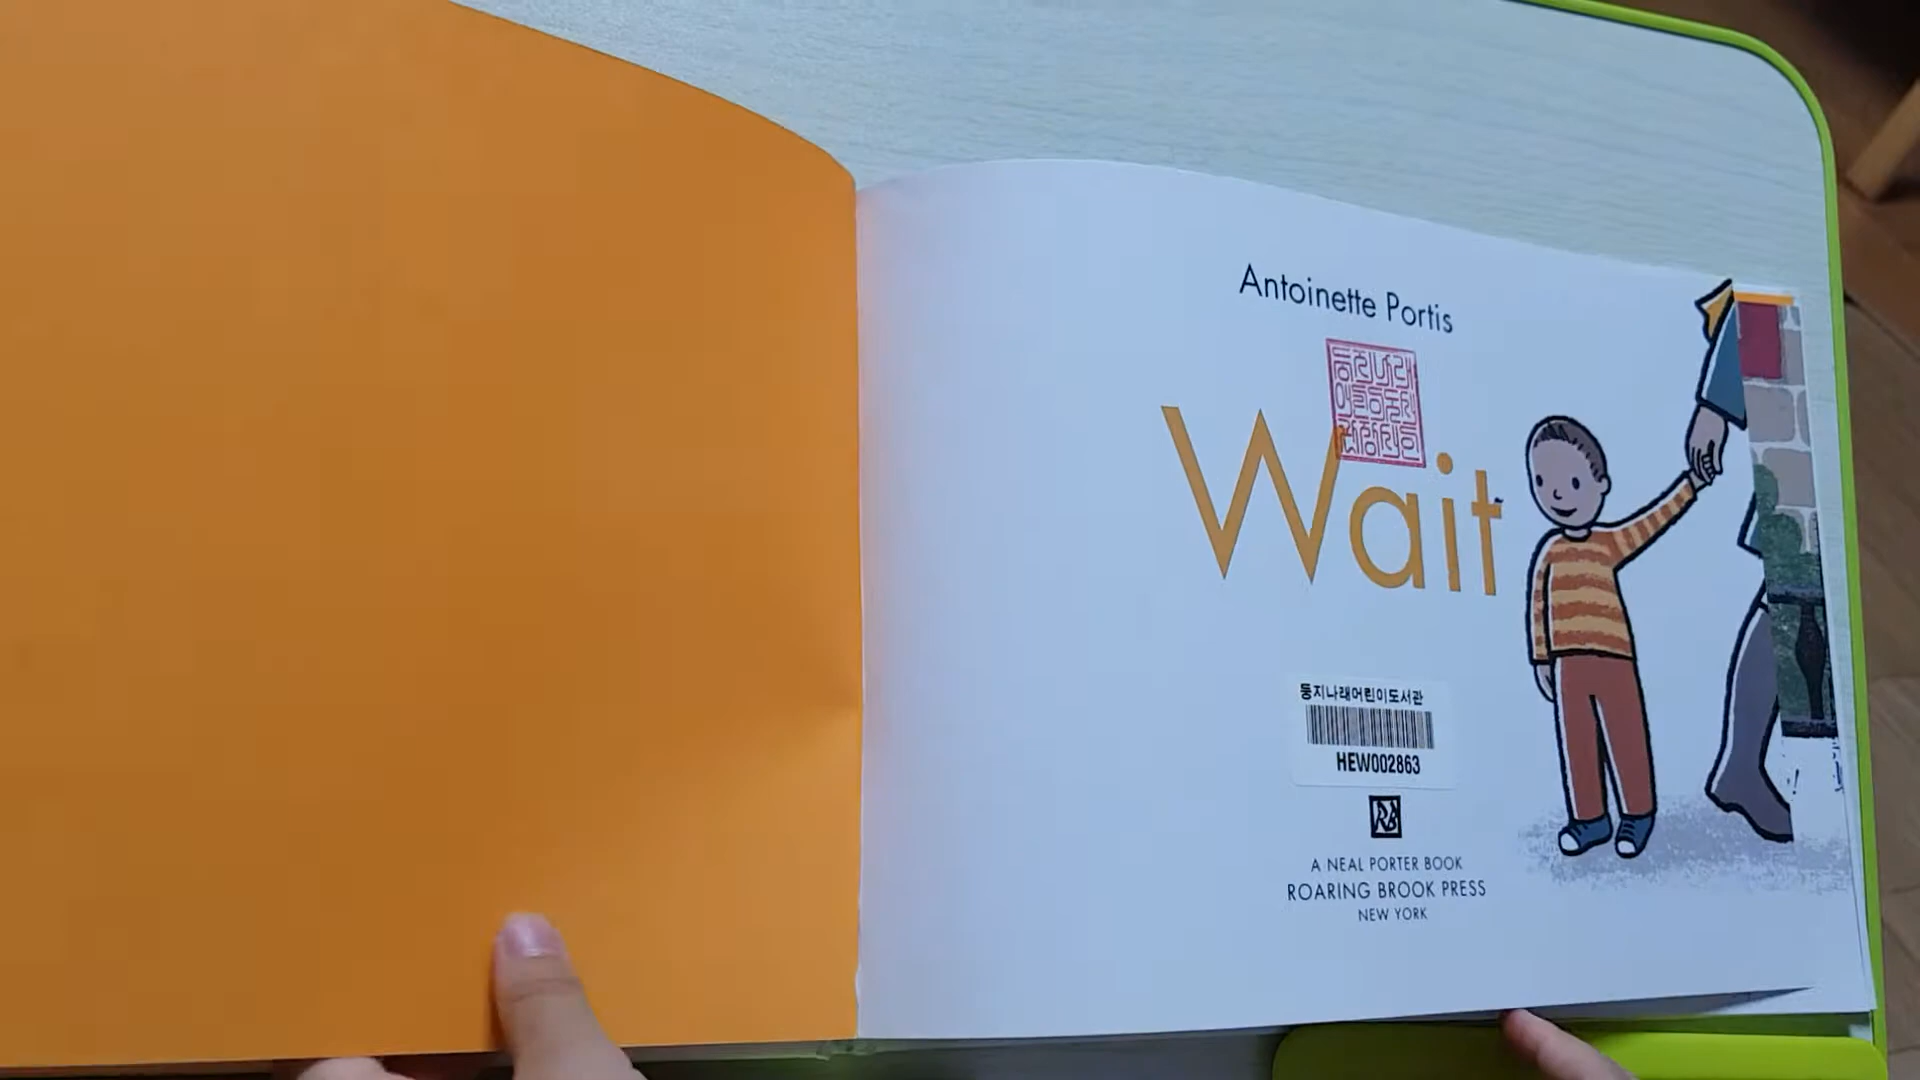 Antoinette Portis
Wait
둥지나래어린이도서관
HEW002863
A NEAL PORTER BOOK
ROARING BROOK PRESS
NEW YORK